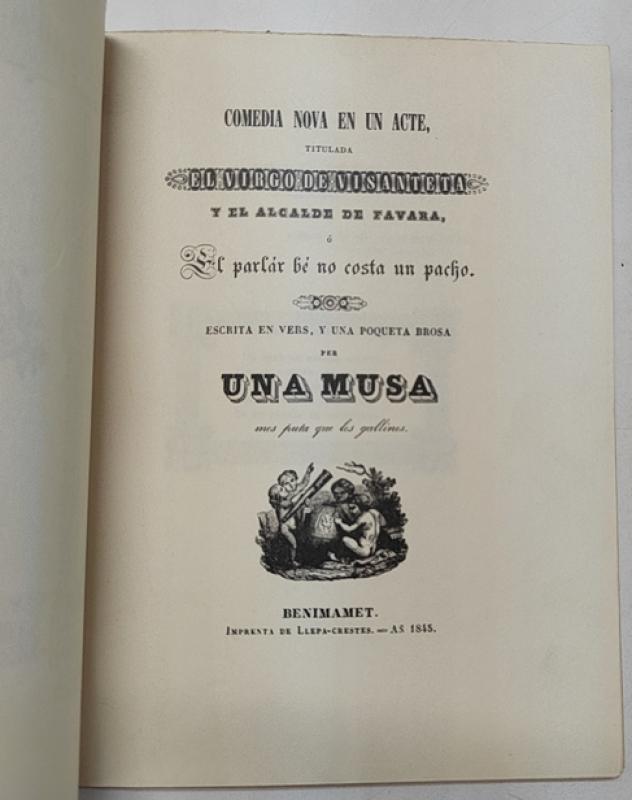 COMEDIA NOVA EN UN ACTE,
TITULADA
EL VIRGO DE VISANTETA
Y EL ALCALDE DE FAVARA,
ó
El parlár bé no costa un pacho.
ESCRITA EN VERS, Y UNA POQUETA BROSA
PER
UNA MUSA
mes puta que les gallines.
BENIMAMET.
IMPRENTA DE LLEPA-CRESTES. — AŠ 1845.